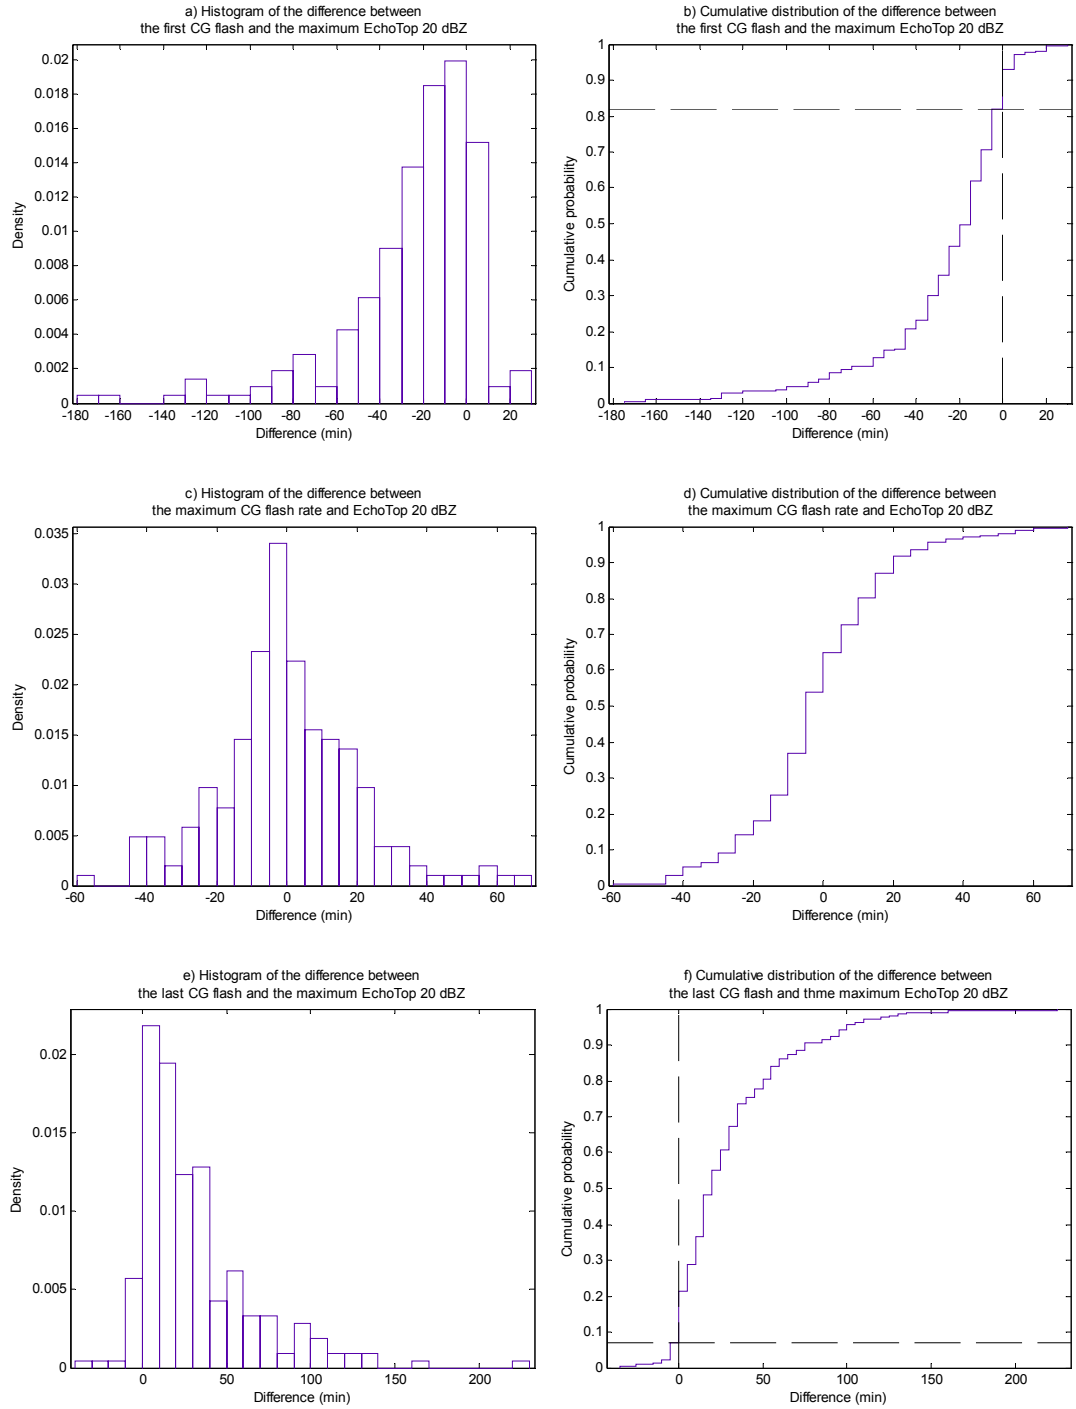 a) Histogram of the difference between
the first CG flash and the maximum EchoTop 20 dBZ
0.02
0.018
0.016
0.014
0.012
0.01
0.008
0.006
0.004
0.002
0
Density
-180 -160 -140 -120 -100 -80 -60 -40 -20 0 20
Difference (min)
b) Cumulative distribution of the difference between
the first CG flash and the maximum EchoTop 20 dBZ
1
0.9
0.8
0.7
0.6
0.5
0.4
0.3
0.2
0.1
0
Cumulative probability
-180 -160 -140 -120 -100 -80 -60 -40 -20 0 20
Difference (min)
c) Histogram of the difference between
the maximum CG flash rate and EchoTop 20 dBZ
0.035
0.03
0.025
0.02
0.015
0.01
0.005
0
Density
-60 -40 -20 0 20 40 60
Difference (min)
d) Cumulative distribution of the difference between
the maximum CG flash rate and EchoTop 20 dBZ
1
0.9
0.8
0.7
0.6
0.5
0.4
0.3
0.2
0.1
0
Cumulative probability
-60 -40 -20 0 20 40 60
Difference (min)
e) Histogram of the difference between
the last CG flash and the maximum EchoTop 20 dBZ
0.02
0.015
0.01
0.005
0
Density
0 50 100 150 200
Difference (min)
f) Cumulative distribution of the difference between
the last CG flash and thme maximum EchoTop 20 dBZ
1
0.9
0.8
0.7
0.6
0.5
0.4
0.3
0.2
0.1
0
Cumulative probability
0 50 100 150 200
Difference (min)